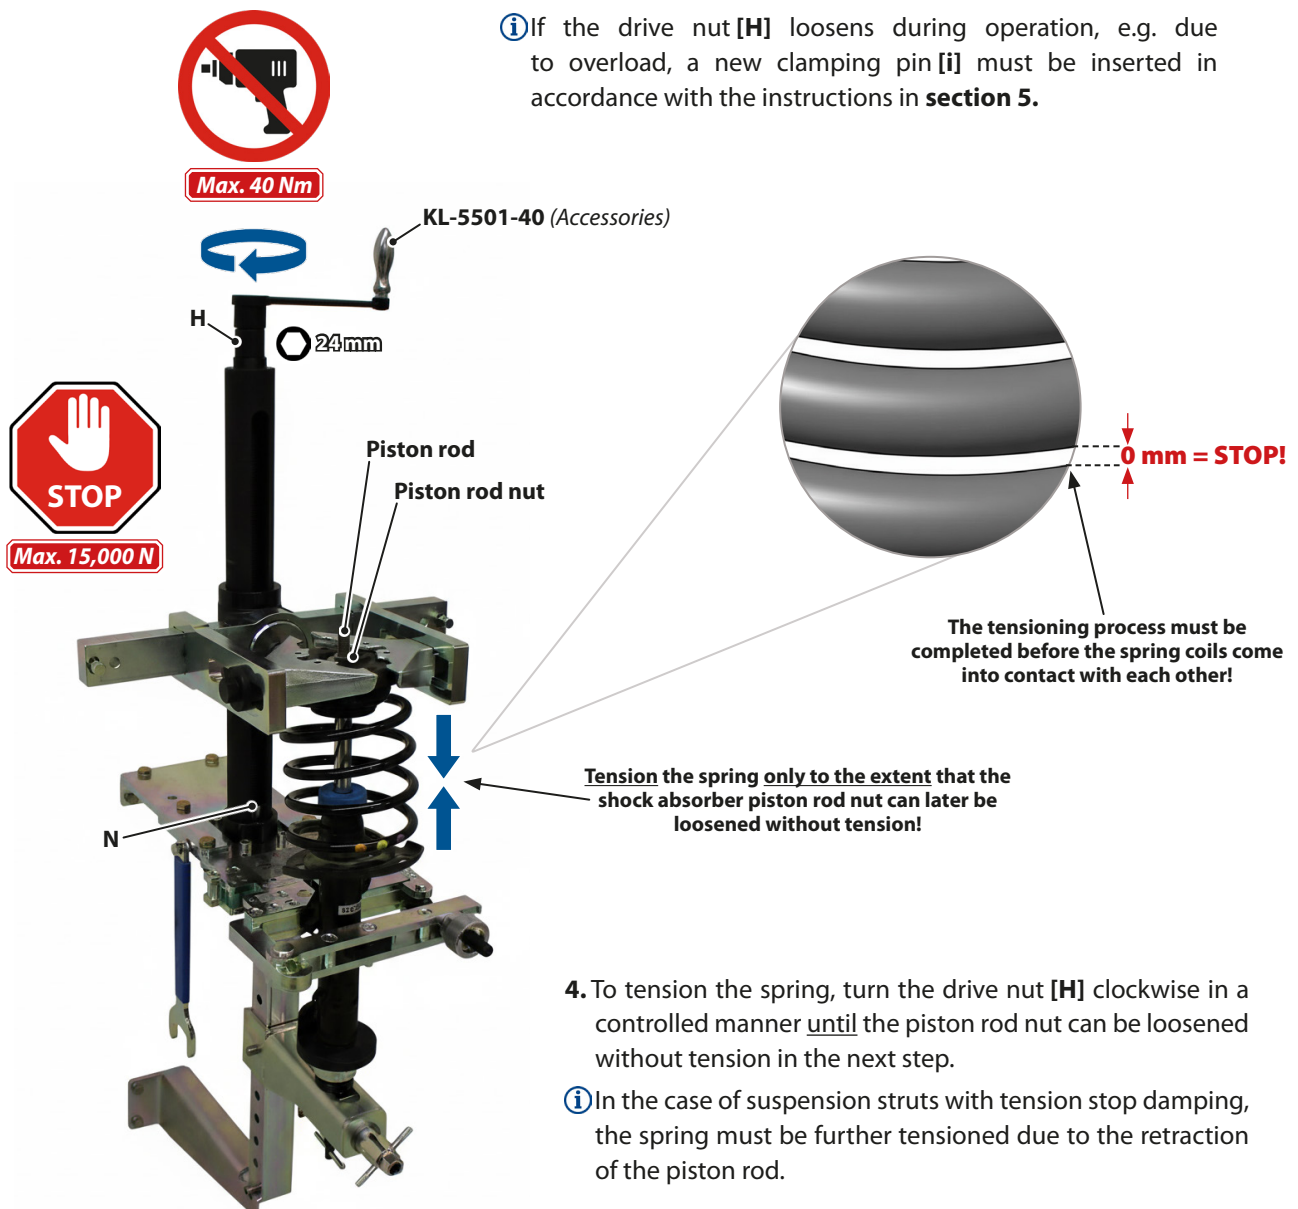 If the drive nut [H] loosens during operation, e.g. due
to overload, a new clamping pin [i] must be inserted in
accordance with the instructions in section 5.
Max. 40 Nm
KL-5501-40 (Accessories)
H
24 mm
STOP
Max. 15,000 N
Piston rod
Piston rod nut
0 mm = STOP!
The tensioning process must be
completed before the spring coils come
into contact with each other!
Tension the spring only to the extent that the
shock absorber piston rod nut can later be
loosened without tension!
N
4. To tension the spring, turn the drive nut [H] clockwise in a
controlled manner until the piston rod nut can be loosened
without tension in the next step.
In the case of suspension struts with tension stop damping,
the spring must be further tensioned due to the retraction
of the piston rod.